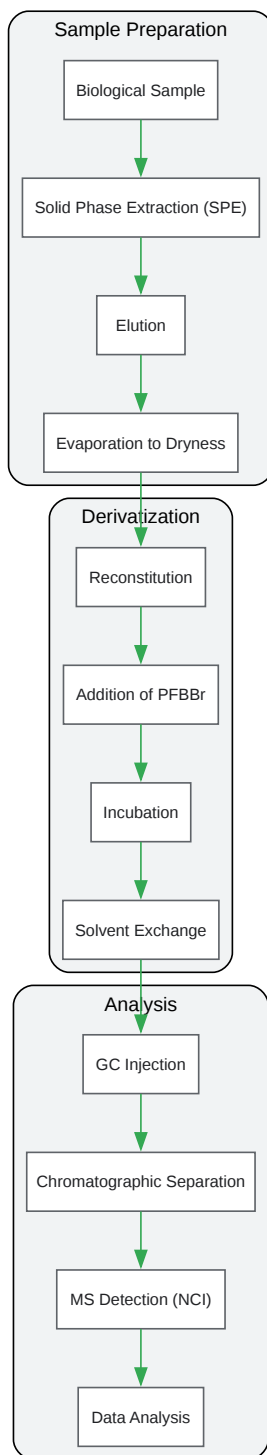 Sample Preparation
Biological Sample
Solid Phase Extraction (SPE)
Elution
Evaporation to Dryness
Derivatization
Reconstitution
Addition of PFBBr
Incubation
Solvent Exchange
Analysis
GC Injection
Chromatographic Separation
MS Detection (NCI)
Data Analysis